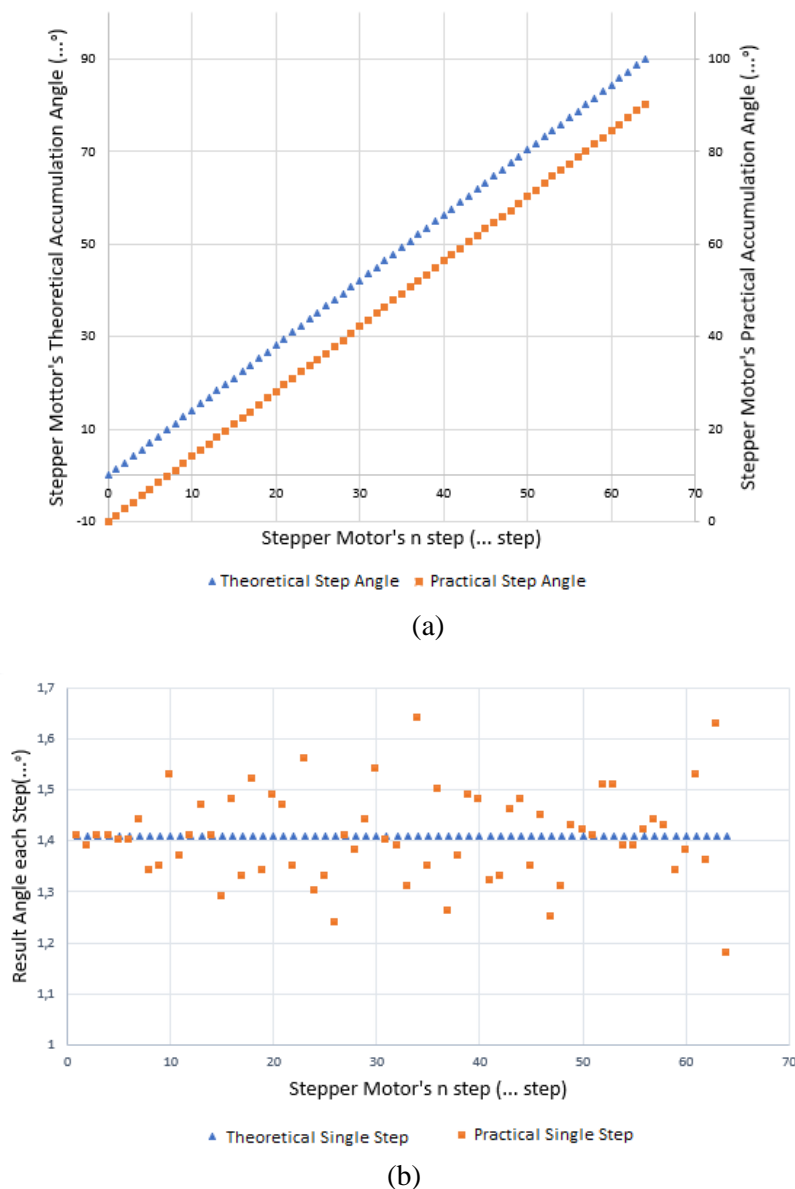 Stepper Mottor's Theoretical Accumulation Angle (...°)
90
70
50
30
10
-10
Stepper Motor's Practical Accumulation Angle (...°)
100
80
60
40
20
0
0 10 20 30 40 50 60 70
Stepper Motor's n step (... step)
Theoretical Step Angle Practical Step Angle
(a)
Result Angle each Step(...°)
1,7
1,6
1,5
1,4
1,3
1,2
1,1
1
0 10 20 30 40 50 60 70
Stepper Motor's n step (... step)
Theoretical Single Step Practical Single Step
(b)